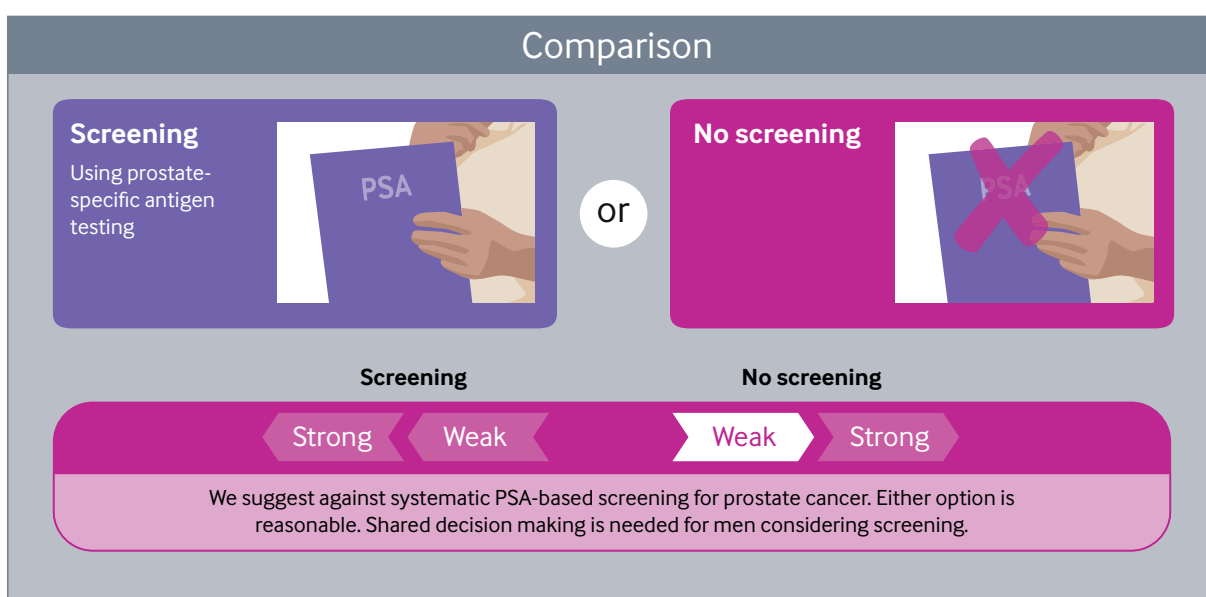 Comparison
Screening
Using prostate-
specific antigen
testing
PSA
or
No screening
PSA
Screening
No screening
Strong
Weak
Weak
Strong
We suggest against systematic PSA-based screening for prostate cancer. Either option is
reasonable. Shared decision making is needed for men considering screening.